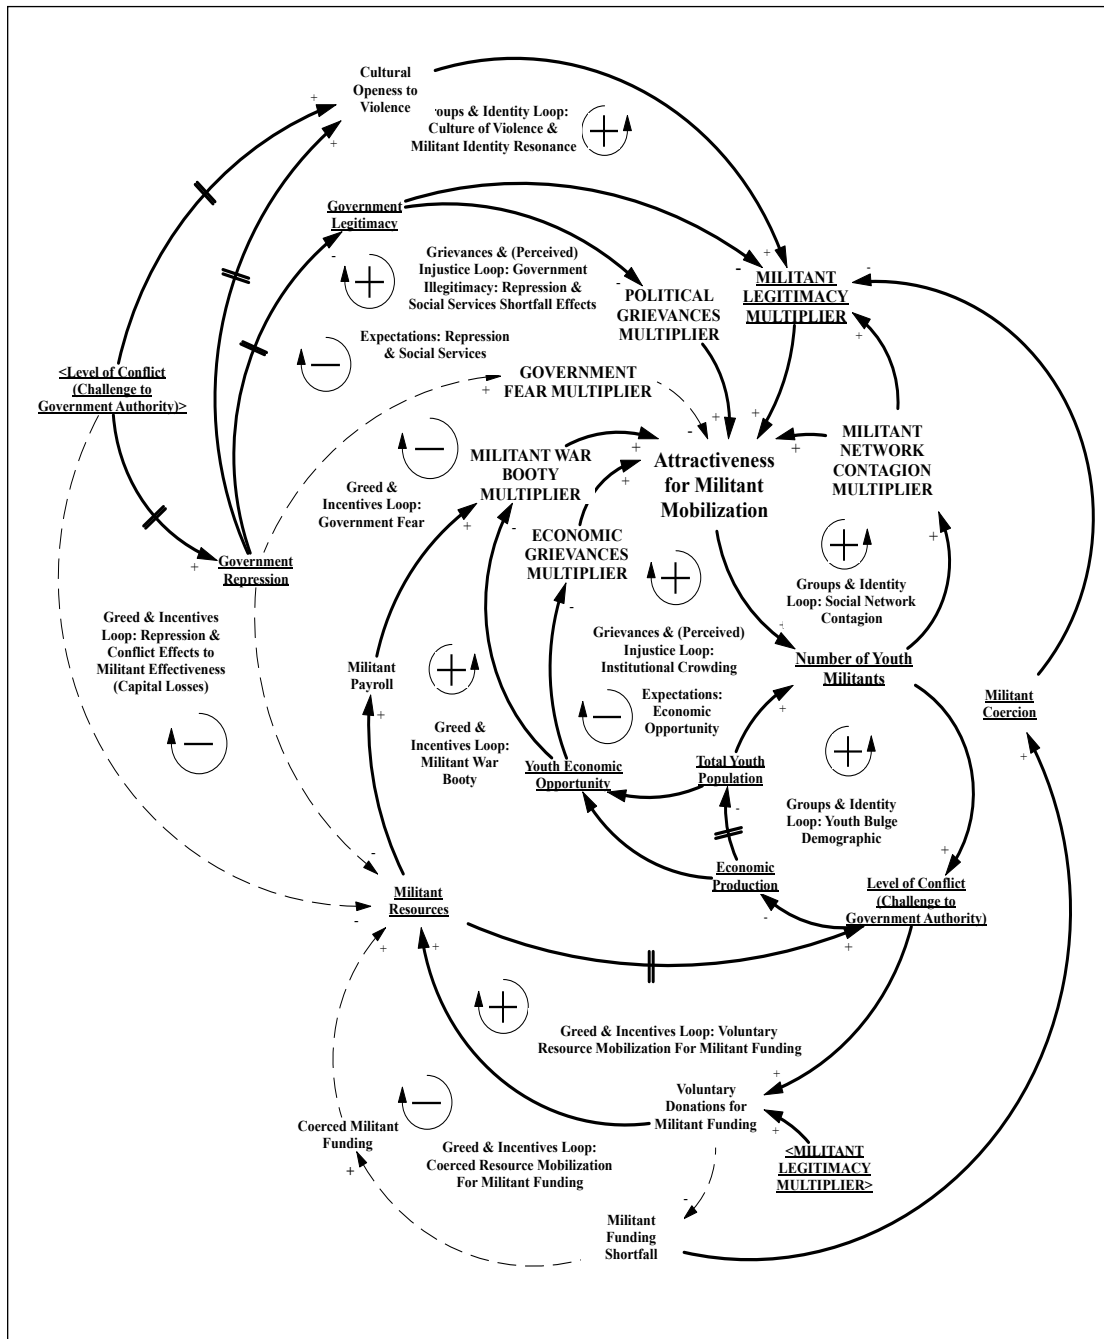 Cultural
Openess to
Violence
roups & Identity Loop:
Culture of Violence &
Militant Identity Resonance
Government
Legitimacy
Grievances & (Perceived)
Injustice Loop: Government
Illegitimacy: Repression &
Social Services Shortfall Effects
MILITANT
LEGITIMACY
MULTIPLIER
POLITICAL
GRIEVANCES
MULTIPLIER
Expectations: Repression
& Social Services
<Level of Conflict
(Challenge to
Government Authority)>
GOVERNMENT
FEAR MULTIPLIER
MILITANT WAR
BOOTY
MULTIPLIER
Attractiveness
for Militant
Mobilization
MILITANT
NETWORK
CONTAGION
MULTIPLIER
Greed &
Incentives Loop:
Government Fear
ECONOMIC
GRIEVANCES
MULTIPLIER
Government
Repression
Groups & Identity
Loop: Social Network
Contagion
Greed & Incentives
Loop: Repression &
Conflict Effects to
Militant Effectiveness
(Capital Losses)
Grievances & (Perceived)
Injustice Loop:
Institutional Crowding
Militant
Payroll
Number of Youth
Militants
Expectations:
Economic
Opportunity
Militant
Coercion
Greed &
Incentives Loop:
Militant War
Booty
Youth Economic
Opportunity
Total Youth
Population
Groups & Identity
Loop: Youth Bulge
Demographic
Economic
Production
Militant
Resources
Level of Conflict
(Challenge to
Government Authority)
Greed & Incentives Loop: Voluntary
Resource Mobilization For Militant Funding
Voluntary
Donations for
Militant Funding
Coerced Militant
Funding
Greed & Incentives Loop:
Coerced Resource Mobilization
For Militant Funding
<MILITANT
LEGITIMACY
MULTIPLIER>
Militant
Funding
Shortfall